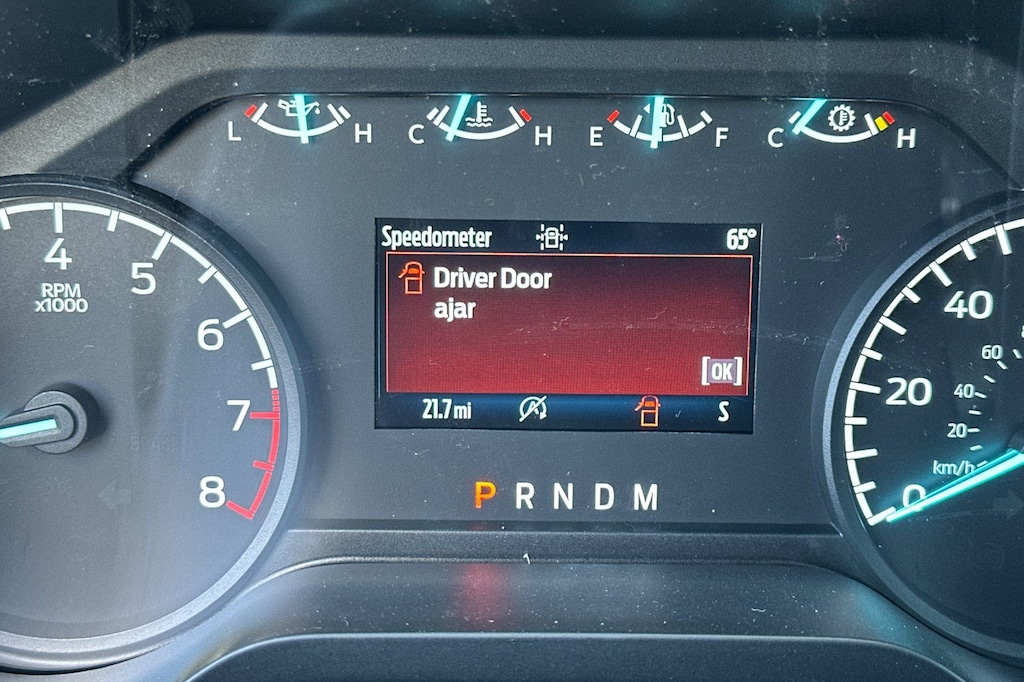 L H C H E F C H
Speedometer 65°
Driver Door
ajar
[OK]
21.7 mi S
P R N D M
4
5
6
7
8
RPM
x1000
40
20
0
60
40
20
km/h